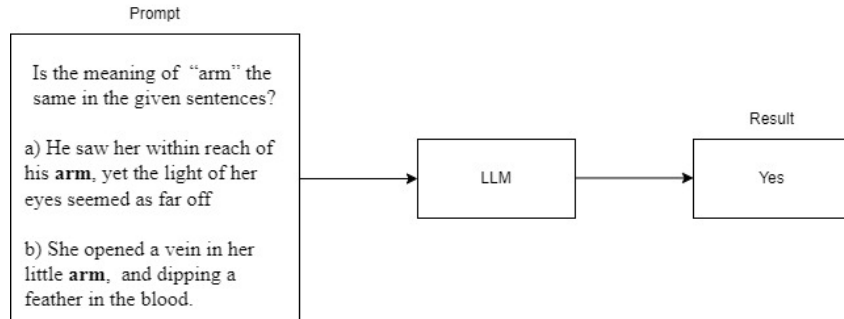 Prompt
Is the meaning of “arm” the
same in the given sentences?
a) He saw her within reach of
his arm, yet the light of her
eyes seemed as far off
b) She opened a vein in her
little arm, and dipping a
feather in the blood.
LLM
Result
Yes